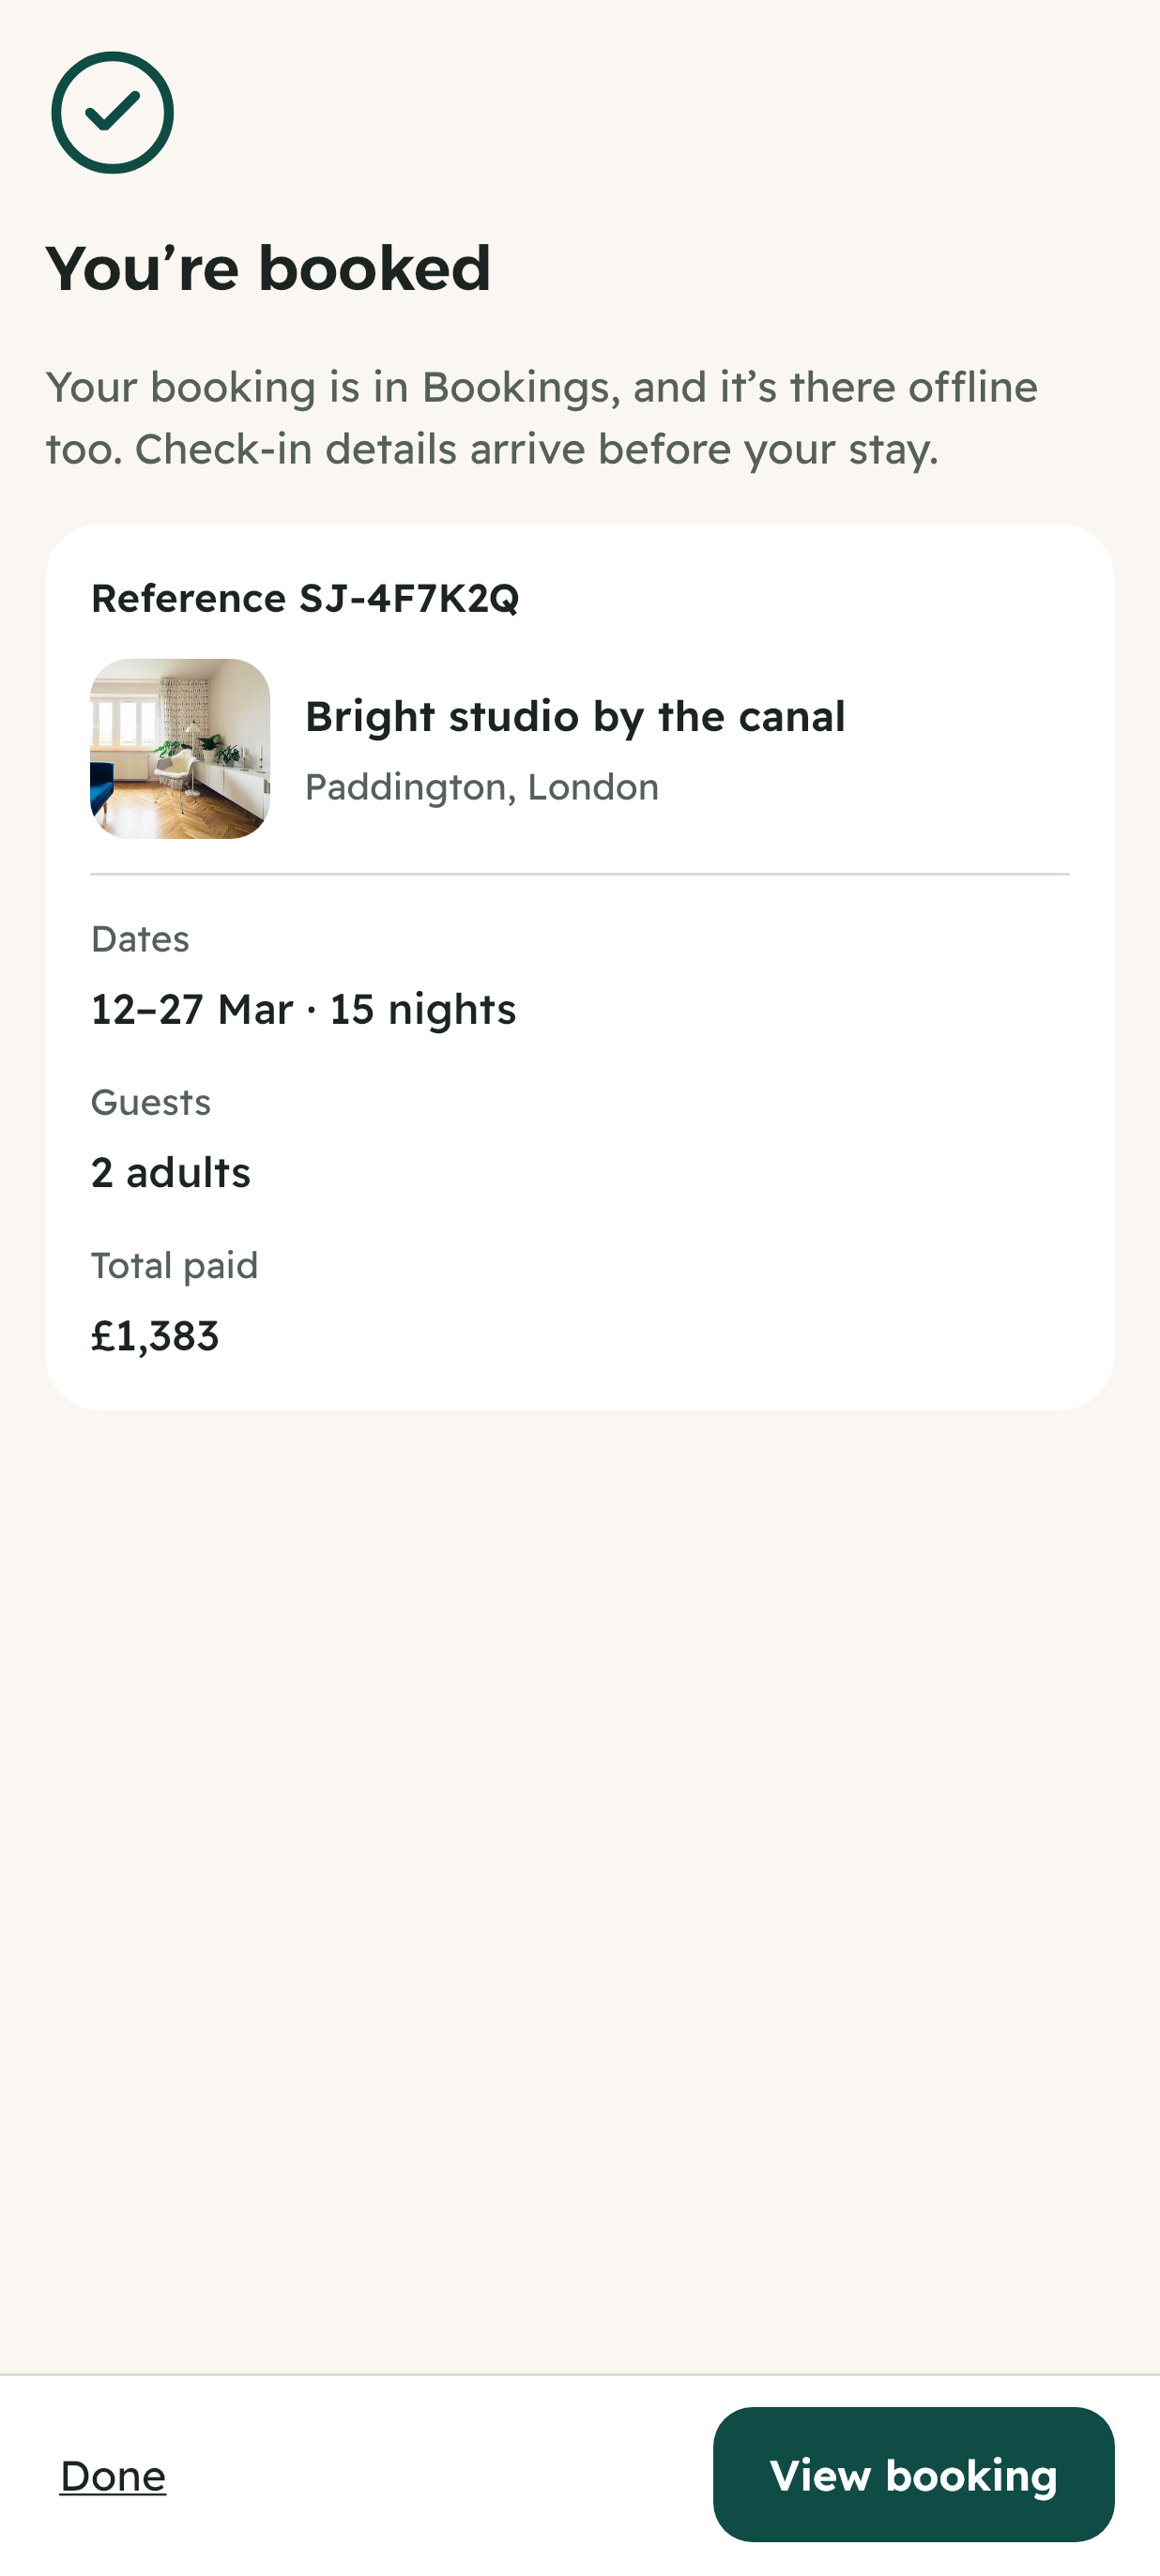 You’re booked
Your booking is in Bookings, and it’s there offline
too. Check-in details arrive before your stay.
Reference SJ-4F7K2Q
Bright studio by the canal
Paddington, London
Dates
12–27 Mar · 15 nights
Guests
2 adults
Total paid
£1,383
Done
View booking